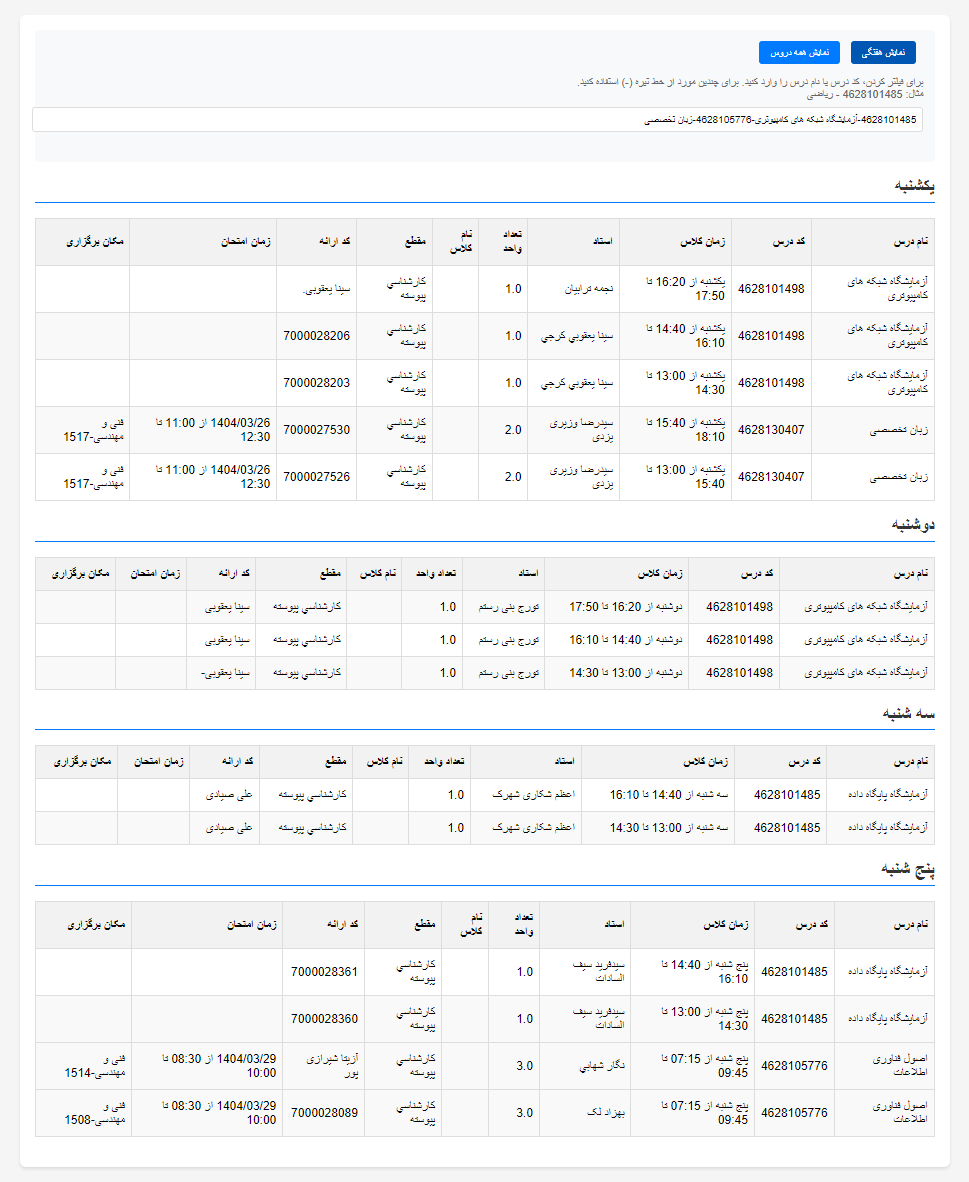 نمایش هفتگی نمایش همه دروس
برای فیلتر کردن، کد درس یا نام درس را وارد کنید. برای چندین مورد از خط تیره (-) استفاده کنید.
مثال: 4628101485 - ریاضی
4628101485-آزمایشگاه شبکه های کامپیوتری-4628105776-زبان تخصصی
یکشنبه
نام درس کد درس زمان کلاس استاد تعداد واحد نام کلاس مقطع کد ارائه زمان امتحان مکان برگزاری
آزمایشگاه شبکه های کامپیوتری 4628101498 یکشنبه از 16:20 تا 17:50 نجمه ترابیان 1.0 کارشناسي پیوسته سینا یعقوبی.
آزمایشگاه شبکه های کامپیوتری 4628101498 یکشنبه از 14:40 تا 16:10 سینا یعقوبي کرجي 1.0 کارشناسي پیوسته 7000028206
آزمایشگاه شبکه های کامپیوتری 4628101498 یکشنبه از 13:00 تا 14:30 سینا یعقوبي کرجي 1.0 کارشناسي پیوسته 7000028203
زبان تخصصی 4628130407 یکشنبه از 15:40 تا 18:10 سیدرضا وزیری یزدی 2.0 کارشناسي پیوسته 7000027530 1404/03/26 از 11:00 تا 12:30 فنی و مهندسی-1517
زبان تخصصی 4628130407 یکشنبه از 13:00 تا 15:40 سیدرضا وزیری یزدی 2.0 کارشناسي پیوسته 7000027526 1404/03/26 از 11:00 تا 12:30 فنی و مهندسی-1517
دوشنبه
نام درس کد درس زمان کلاس استاد تعداد واحد نام کلاس مقطع کد ارائه زمان امتحان مکان برگزاری
آزمایشگاه شبکه های کامپیوتری 4628101498 دوشنبه از 16:20 تا 17:50 تورج بنی رستم 1.0 کارشناسي پیوسته سینا یعقوبی
آزمایشگاه شبکه های کامپیوتری 4628101498 دوشنبه از 14:40 تا 16:10 تورج بنی رستم 1.0 کارشناسي پیوسته سینا یعقوبی
آزمایشگاه شبکه های کامپیوتری 4628101498 دوشنبه از 13:00 تا 14:30 تورج بنی رستم 1.0 کارشناسي پیوسته سینا یعقوبی-
سه شنبه
نام درس کد درس زمان کلاس استاد تعداد واحد نام کلاس مقطع کد ارائه زمان امتحان مکان برگزاری
آزمایشگاه پایگاه داده 4628101485 سه شنبه از 14:40 تا 16:10 اعظم شکاری شهرک 1.0 کارشناسي پیوسته علی صیادی
آزمایشگاه پایگاه داده 4628101485 سه شنبه از 13:00 تا 14:30 اعظم شکاری شهرک 1.0 کارشناسي پیوسته علی صیادی
پنج شنبه
نام درس کد درس زمان کلاس استاد تعداد واحد نام کلاس مقطع کد ارائه زمان امتحان مکان برگزاری
آزمایشگاه پایگاه داده 4628101485 پنج شنبه از 14:40 تا 16:10 سیدفرید سیف السادات 1.0 کارشناسي پیوسته 7000028361
آزمایشگاه پایگاه داده 4628101485 پنج شنبه از 13:00 تا 14:30 سیدفرید سیف السادات 1.0 کارشناسي پیوسته 7000028360
اصول فناوری اطلاعات 4628105776 پنج شنبه از 07:15 تا 09:45 نگار شهابي 3.0 کارشناسي پیوسته آزیتا شیرازی پور 1404/03/29 از 08:30 تا 10:00 فنی و مهندسی-1514
اصول فناوری اطلاعات 4628105776 پنج شنبه از 07:15 تا 09:45 بهزاد لک 3.0 کارشناسي پیوسته 7000028089 1404/03/29 از 08:30 تا 10:00 فنی و مهندسی-1508